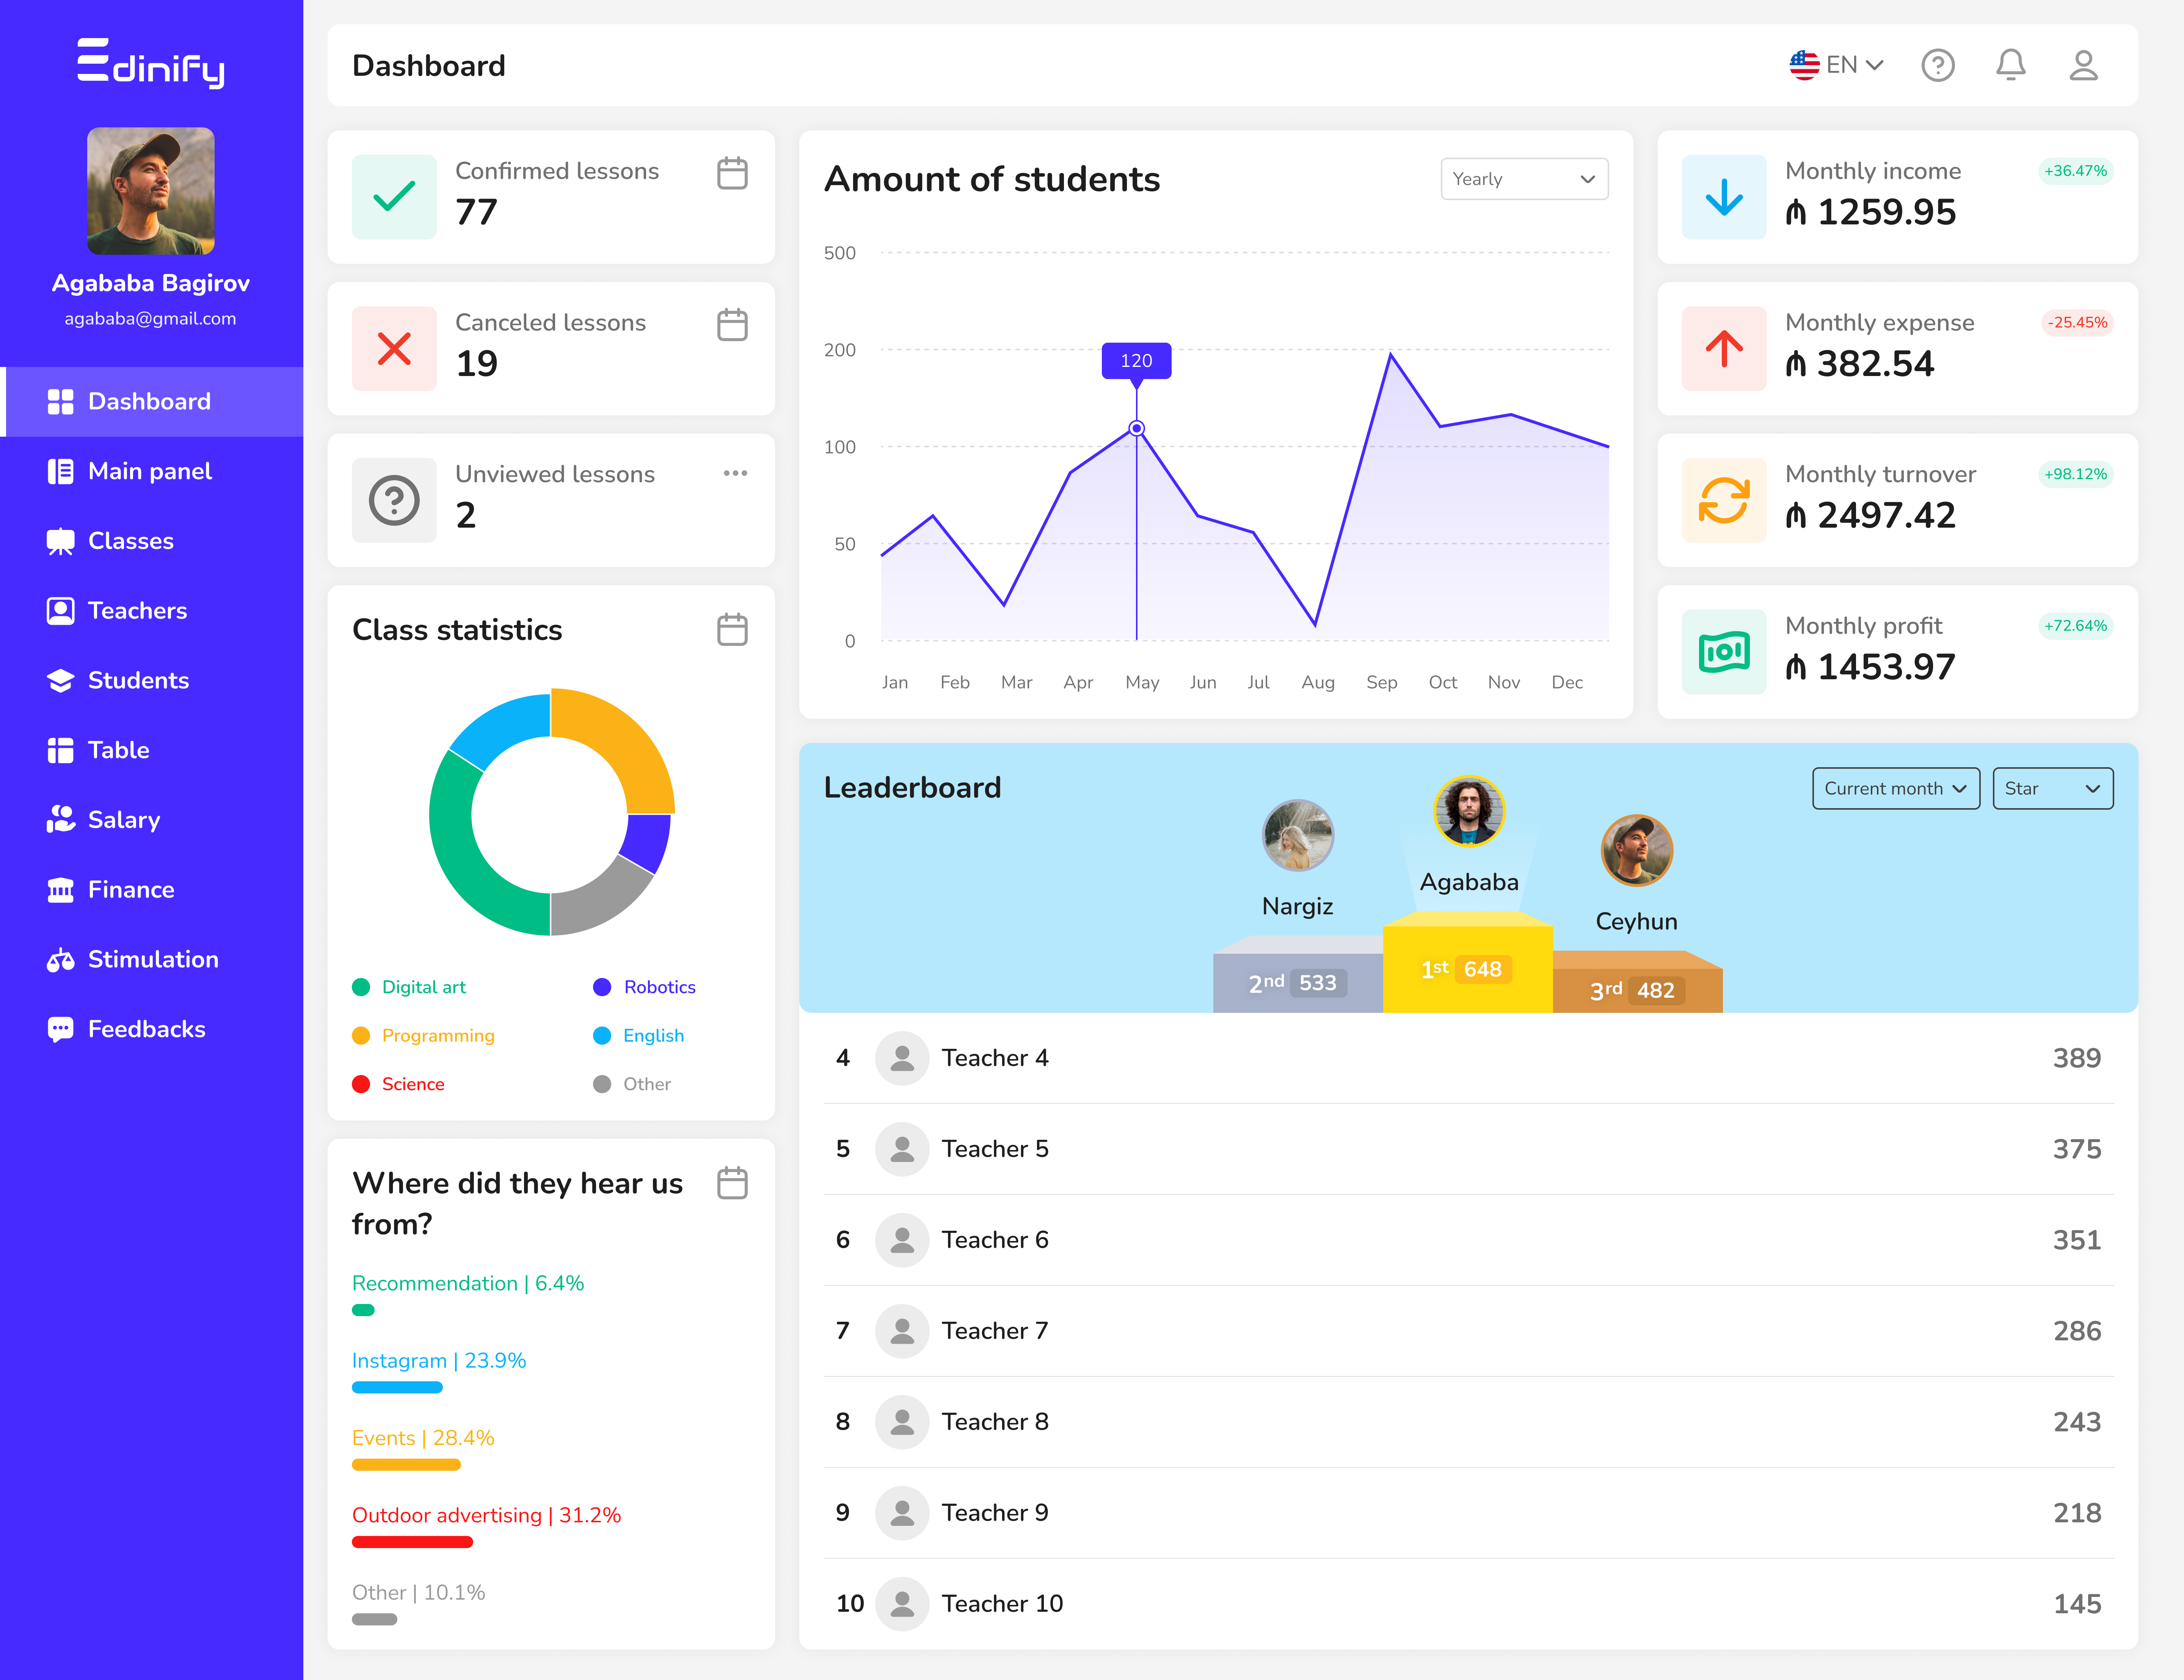 Edinify
Agababa Bagirov
agababa@gmail.com
Dashboard
Main panel
Classes
Teachers
Students
Table
Salary
Finance
Stimulation
Feedbacks
Dashboard
EN
Confirmed lessons
77
Canceled lessons
19
Unviewed lessons
2
Class statistics
Digital art
Robotics
Programming
English
Science
Other
Where did they hear us
from?
Recommendation | 6.4%
Instagram | 23.9%
Events | 28.4%
Outdoor advertising | 31.2%
Other | 10.1%
Amount of students
Yearly
500
200
100
50
0
120
Jan Feb Mar Apr May Jun Jul Aug Sep Oct Nov Dec
Monthly income
+36.47%
₼ 1259.95
Monthly expense
-25.45%
₼ 382.54
Monthly turnover
+98.12%
₼ 2497.42
Monthly profit
+72.64%
₼ 1453.97
Leaderboard
Current month
Star
Nargiz
2nd 533
Agababa
1st 648
Ceyhun
3rd 482
4 Teacher 4 389
5 Teacher 5 375
6 Teacher 6 351
7 Teacher 7 286
8 Teacher 8 243
9 Teacher 9 218
10 Teacher 10 145